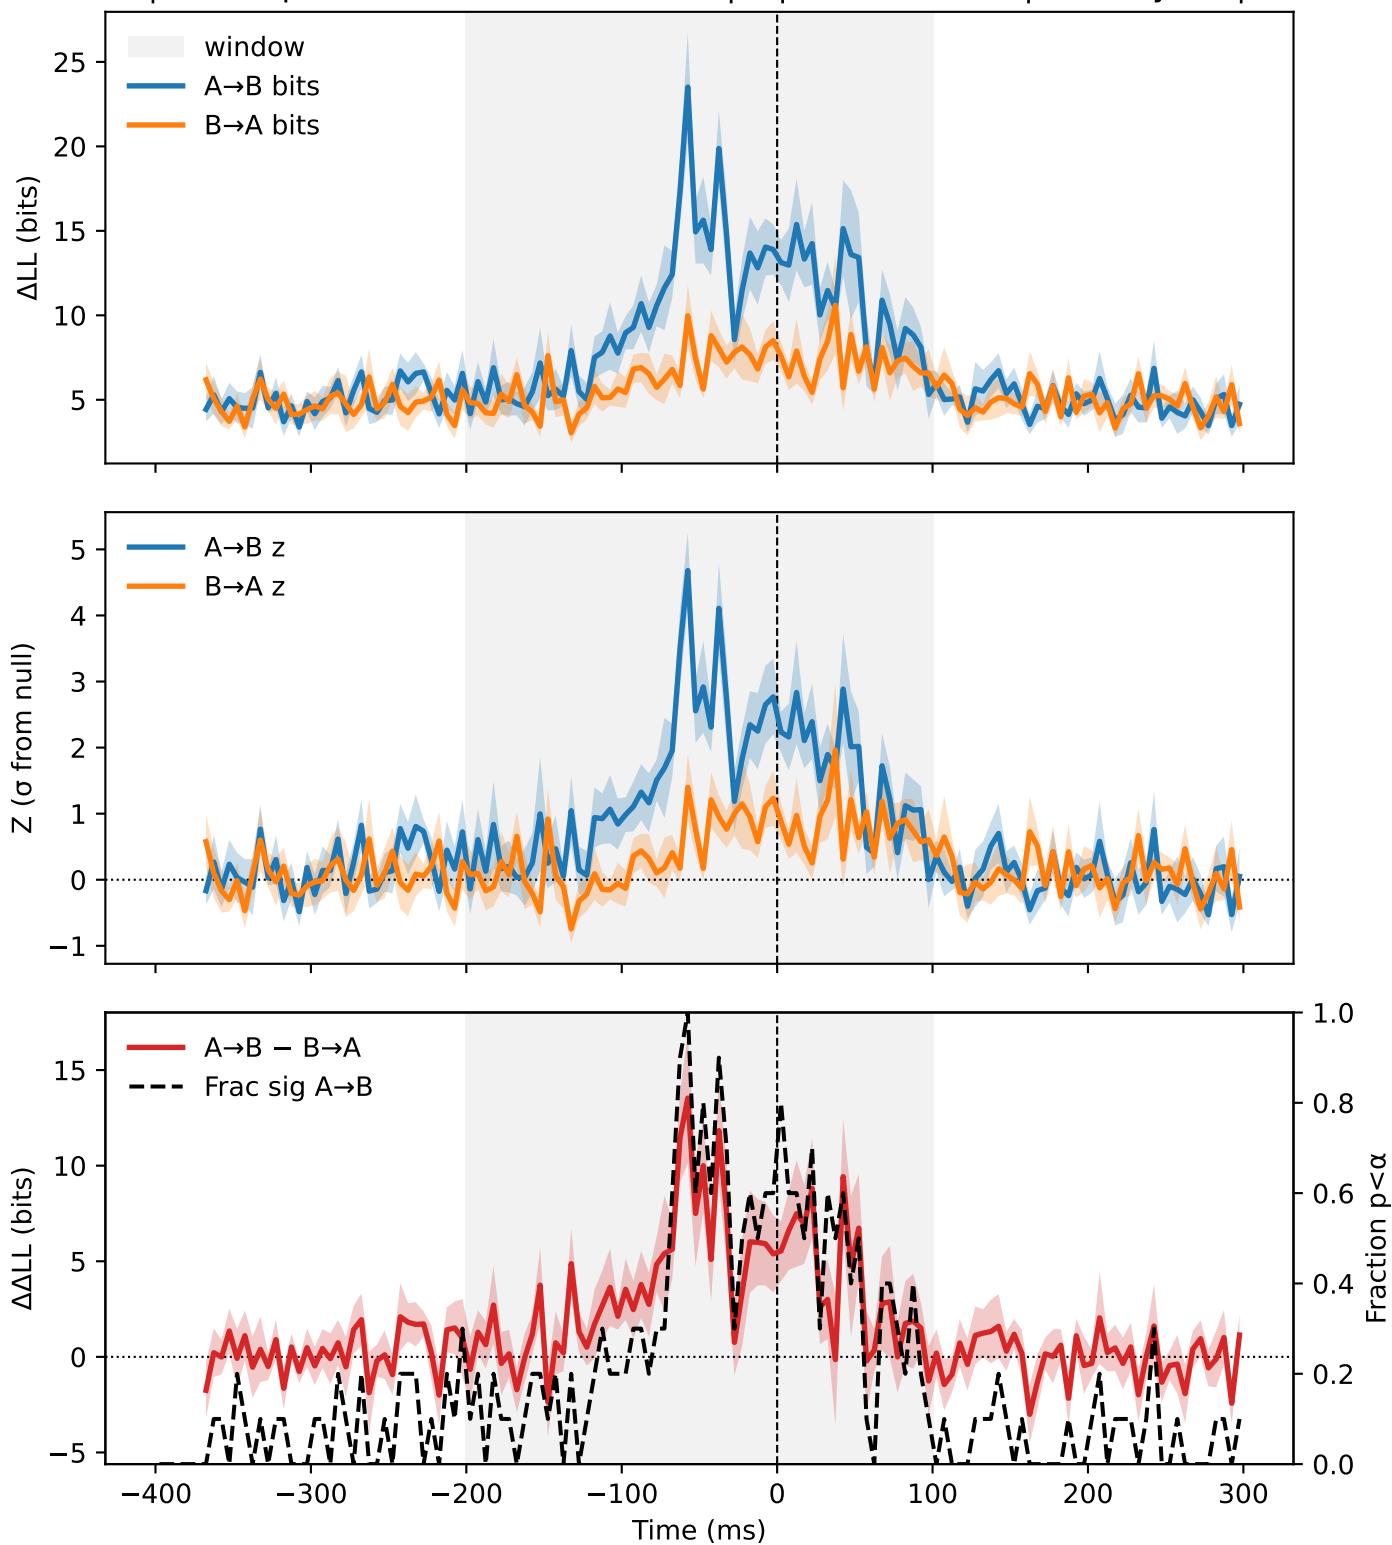 window
A→B bits
B→A bits
25
20
15
10
5
ΔLL (bits)
A→B z
B→A z
5
4
3
2
1
0
−1
Z (σ from null)
A→B − B→A
Frac sig A→B
15
10
5
0
−5
ΔΔLL (bits)
1.0
0.8
0.6
0.4
0.2
0.0
Fraction p<α
−400 −300 −200 −100 0 100 200 300
Time (ms)